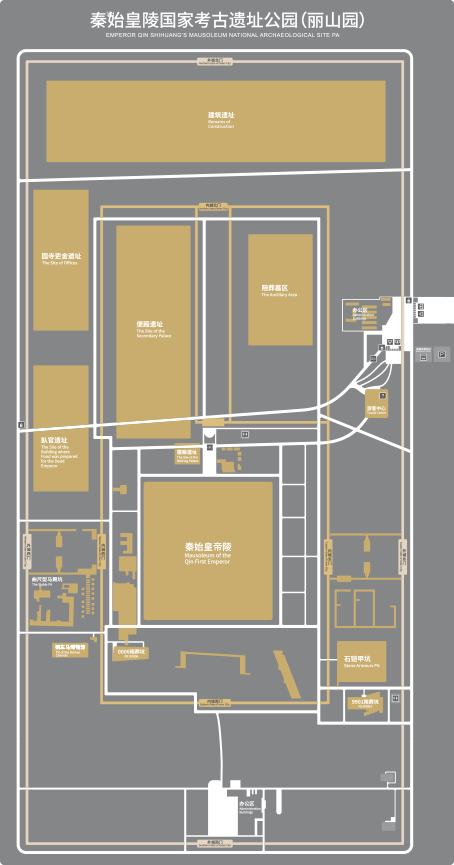 秦始皇陵国家考古遗址公园(丽山园)
EMPEROR QIN SHIHUANG'S MAUSOLEUM NATIONAL ARCHAEOLOGICAL SITE PA
外城北门
建筑遗址
Remains of
Construction
内城北门
园寺吏舍遗址
The Site of Offices
陪葬墓区
The Auxiliary Area
便殿遗址
The Site of the
Secondary Palace
办公区
游客中心
飤官遗址
The Site of the
Building where
Food was prepared
for the Dead
Emperor
寝殿遗址
秦始皇帝陵
Mausoleum of the
Qin First Emperor
曲尺型马厩坑
The Stable Pit
铜车马博物馆
0006陪葬坑
石铠甲坑
Stone Armours Pit
9901陪葬坑
内城南门
办公区
Administration
Buildings
外城南门